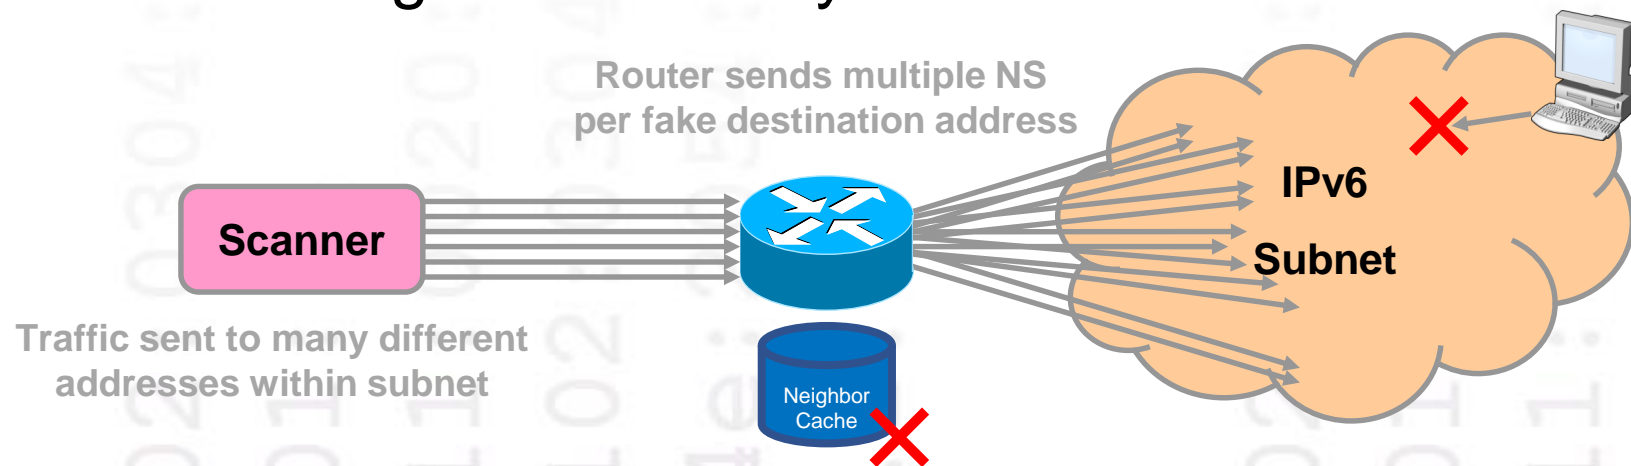 Router sends multiple NS
per fake destination address
IPv6
Scanner
Subnet
Traffic sent to many different
addresses within subnet
Neighbor
Cache